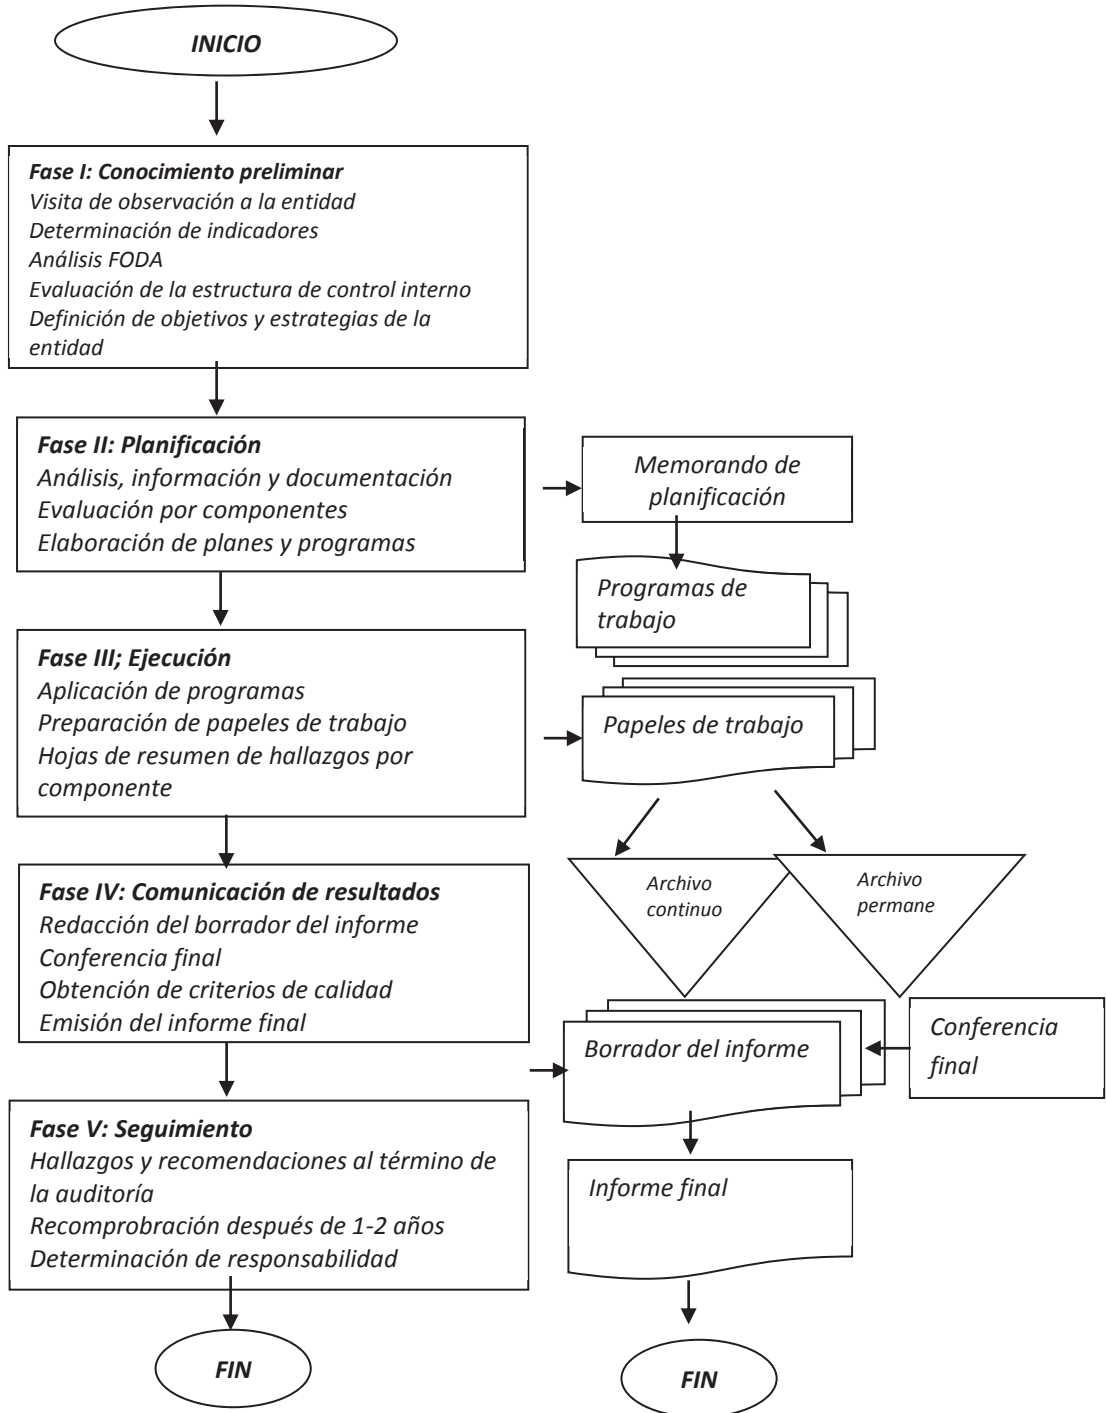 INICIO
Fase I: Conocimiento preliminar
Visita de observación a la entidad
Determinación de indicadores
Análisis FODA
Evaluación de la estructura de control interno
Definición de objetivos y estrategias de la
entidad
Fase II: Planificación
Análisis, información y documentación
Evaluación por componentes
Elaboración de planes y programas
Memorando de
planificación
Programas de
trabajo
Fase III; Ejecución
Aplicación de programas
Preparación de papeles de trabajo
Hojas de resumen de hallazgos por
componente
Papeles de trabajo
Archivo
continuo
Archivo
permane
Fase IV: Comunicación de resultados
Redacción del borrador del informe
Conferencia final
Obtención de criterios de calidad
Emisión del informe final
Borrador del informe
Conferencia
final
Fase V: Seguimiento
Hallazgos y recomendaciones al término de
la auditoría
Recomprobración después de 1-2 años
Determinación de responsabilidad
Informe final
FIN
FIN